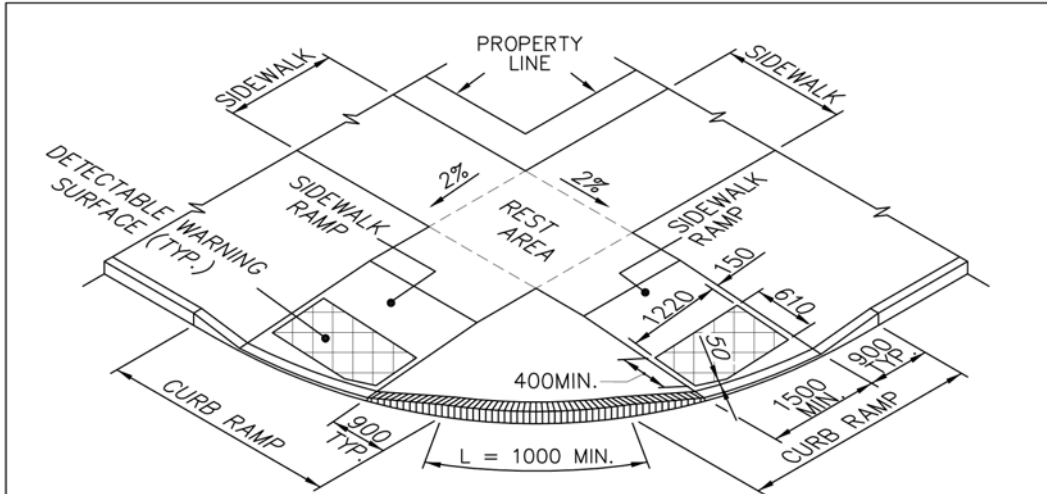 PROPERTY
LINE
SIDEWALK
SIDEWALK
DETECTABLE WARNING
SURFACE (TYP.)
SIDEWALK
RAMP
2%
2%
REST
AREA
SIDEWALK
RAMP
150
1220
610
50
400MIN.
900
TYP.
1500
MIN.
CURB RAMP
CURB RAMP
900
TYP.
L = 1000 MIN.